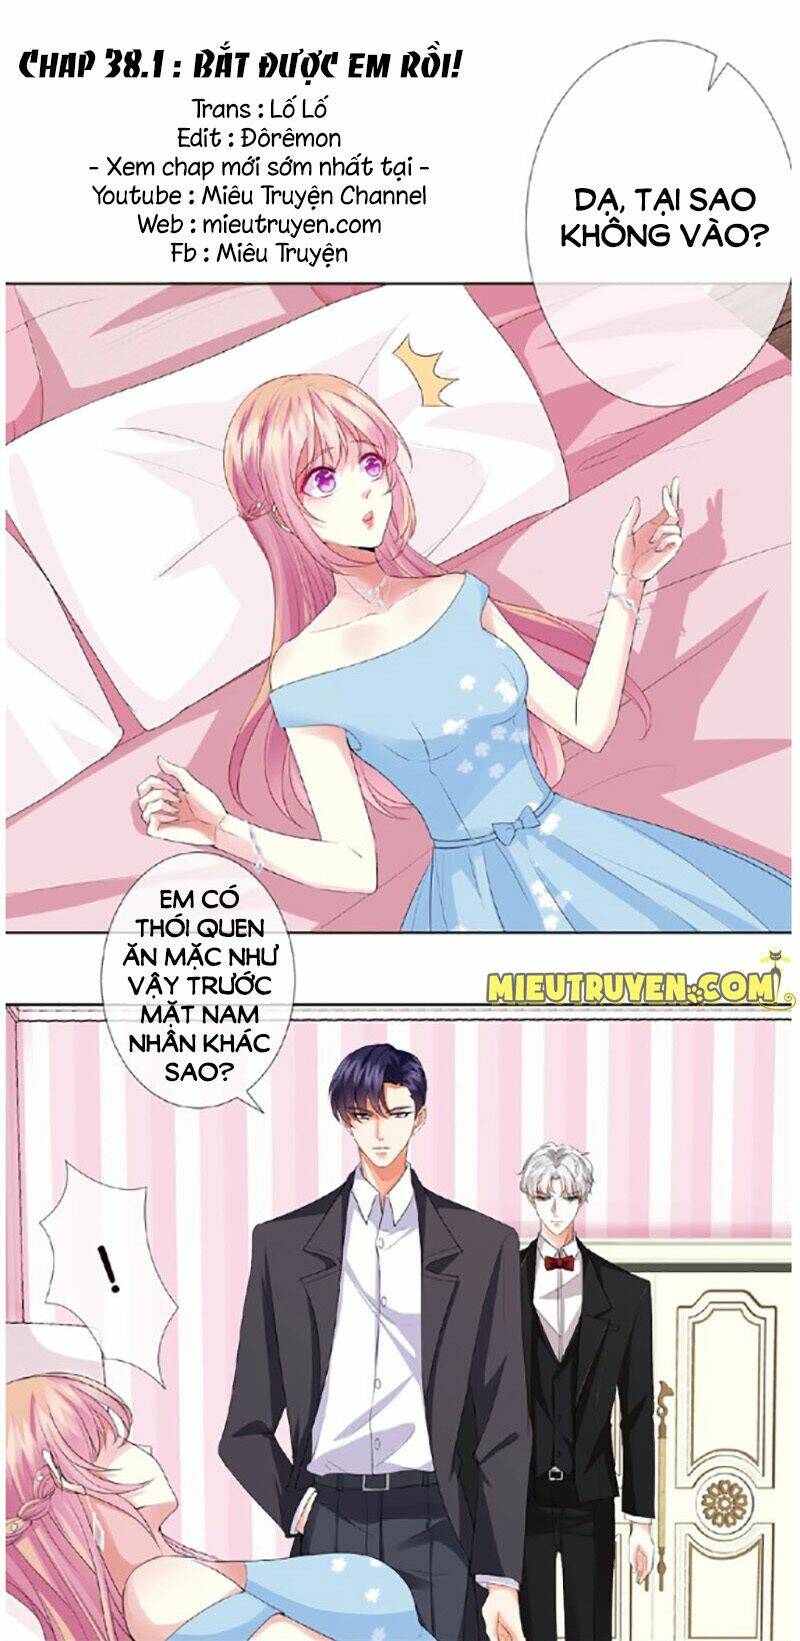 CHAP 38.1 : BẮT ĐƯỢC EM RỒI!
Trans : Lố Lố
Edit : Đôrêmon
- Xem chap mới sớm nhất tại -
Youtube : Miêu Truyện Channel
Web : mieutruyen.com
Fb : Miêu Truyện
DẠ, TẠI SAO
KHÔNG VÀO?
EM CÓ
THÓI QUEN
ĂN MẶC NHƯ
VẬY TRƯỚC
MẶT NAM
NHÂN KHÁC
SAO?
MIEUTRUYEN.COM
!